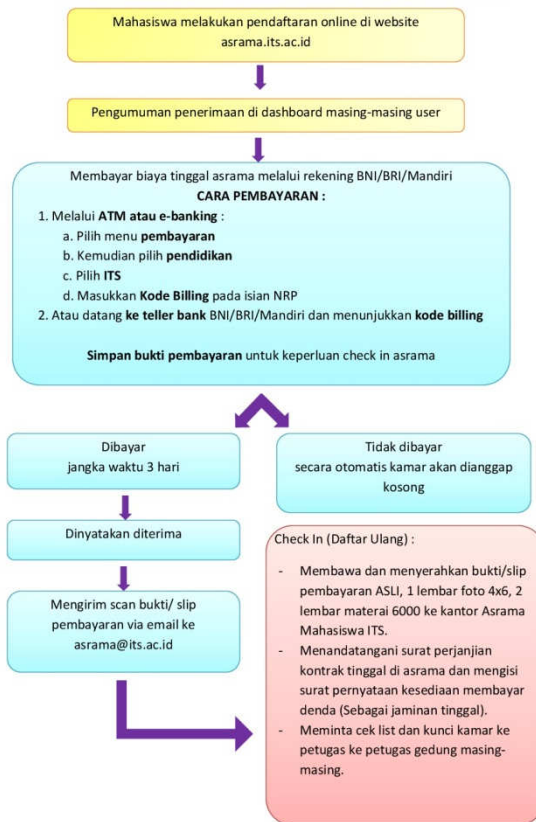 Mahasiswa melakukan pendaftaran online di website
asrama.its.ac.id
Pengumuman penerimaan di dashboard masing-masing user
Membayar biaya tinggal asrama melalui rekening BNI/BRI/Mandiri
CARA PEMBAYARAN :
1. Melalui ATM atau e-banking :
a. Pilih menu pembayaran
b. Kemudian pilih pendidikan
c. Pilih ITS
d. Masukkan Kode Billing pada isian NRP
2. Atau datang ke teller bank BNI/BRI/Mandiri dan menunjukkan kode billing
Simpan bukti pembayaran untuk keperluan check in asrama
Dibayar
jangka waktu 3 hari
Tidak dibayar
secara otomatis kamar akan dianggap
kosong
Dinyatakan diterima
Mengirim scan bukti/ slip
pembayaran via email ke
asrama@its.ac.id
Check In (Daftar Ulang) :
- Membawa dan menyerahkan bukti/slip
pembayaran ASLI, 1 lembar foto 4x6, 2
lembar materai 6000 ke kantor Asrama
Mahasiswa ITS.
- Menandatangani surat perjanjian
kontrak tinggal di asrama dan mengisi
surat pernyataan kesediaan membayar
denda (Sebagai jaminan tinggal).
- Meminta cek list dan kunci kamar ke
petugas ke petugas gedung masing-
masing.